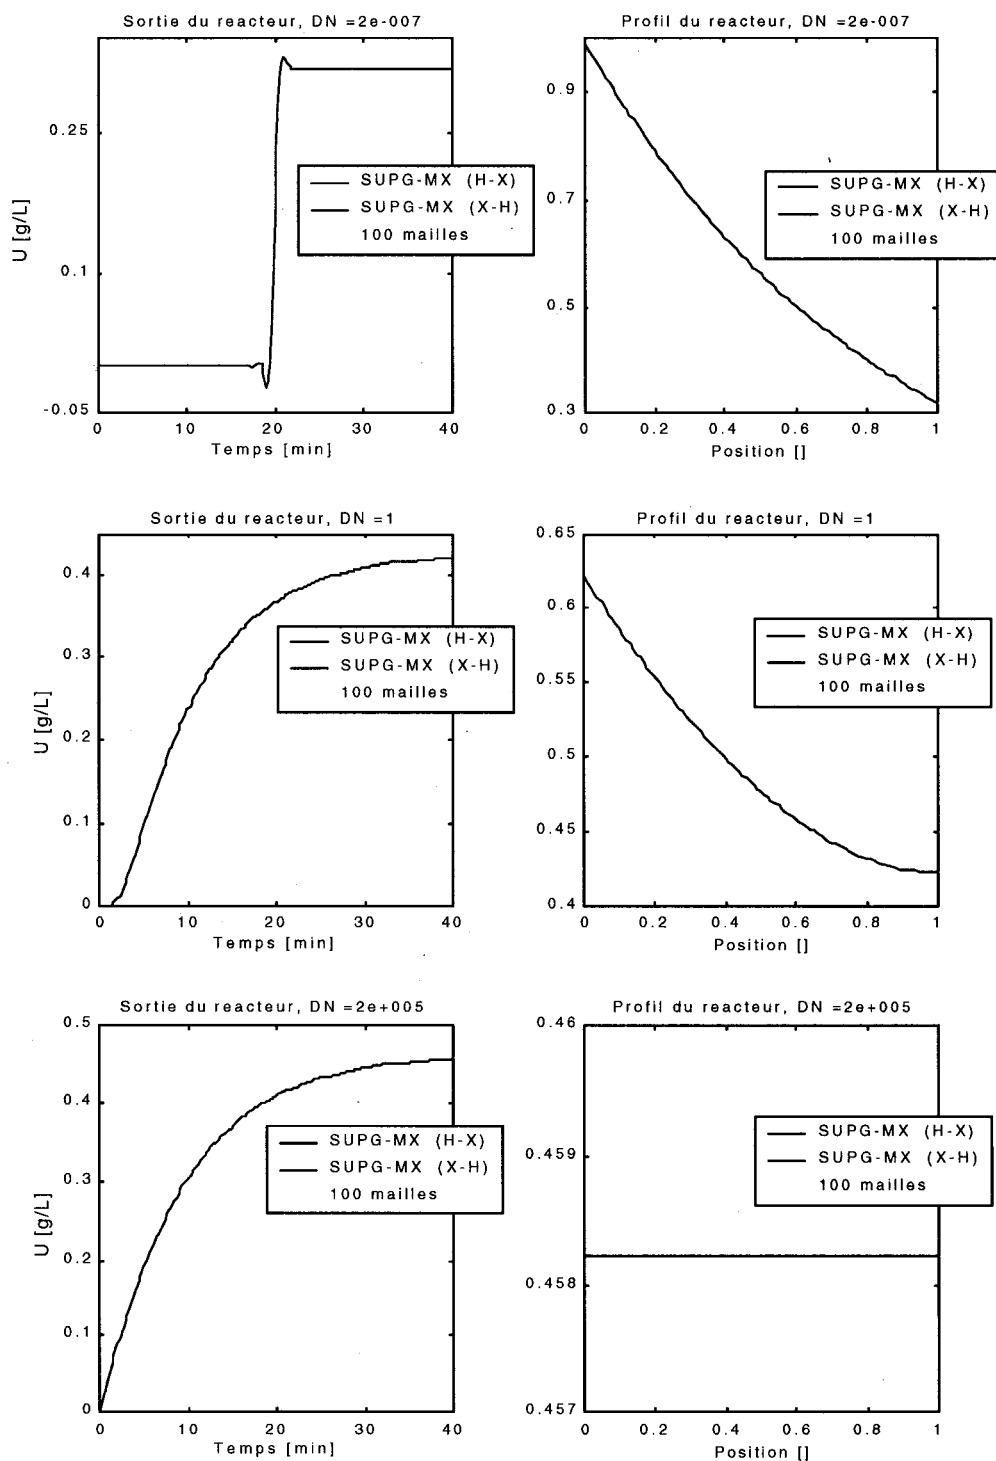 Sortie du reacteur, DN =2e-007
U [g/L]
0.25
0.1
-0.05
SUPG-MX (H-X)
SUPG-MX (X-H)
100 mailles
0 10 20 30 40
Temps [min]
Profil du reacteur, DN =2e-007
0.9
0.7
0.5
0.3
SUPG-MX (H-X)
SUPG-MX (X-H)
100 mailles
0 0.2 0.4 0.6 0.8 1
Position []
Sortie du reacteur, DN =1
U [g/L]
0.4
0.3
0.2
0.1
0
SUPG-MX (H-X)
SUPG-MX (X-H)
100 mailles
0 10 20 30 40
Temps [min]
Profil du reacteur, DN =1
0.65
0.6
0.55
0.5
0.45
0.4
SUPG-MX (H-X)
SUPG-MX (X-H)
100 mailles
0 0.2 0.4 0.6 0.8 1
Position []
Sortie du reacteur, DN =2e+005
U [g/L]
0.5
0.4
0.3
0.2
0.1
0
SUPG-MX (H-X)
SUPG-MX (X-H)
100 mailles
0 10 20 30 40
Temps [min]
Profil du reacteur, DN =2e+005
0.46
0.459
0.458
0.457
SUPG-MX (H-X)
SUPG-MX (X-H)
100 mailles
0 0.2 0.4 0.6 0.8 1
Position []